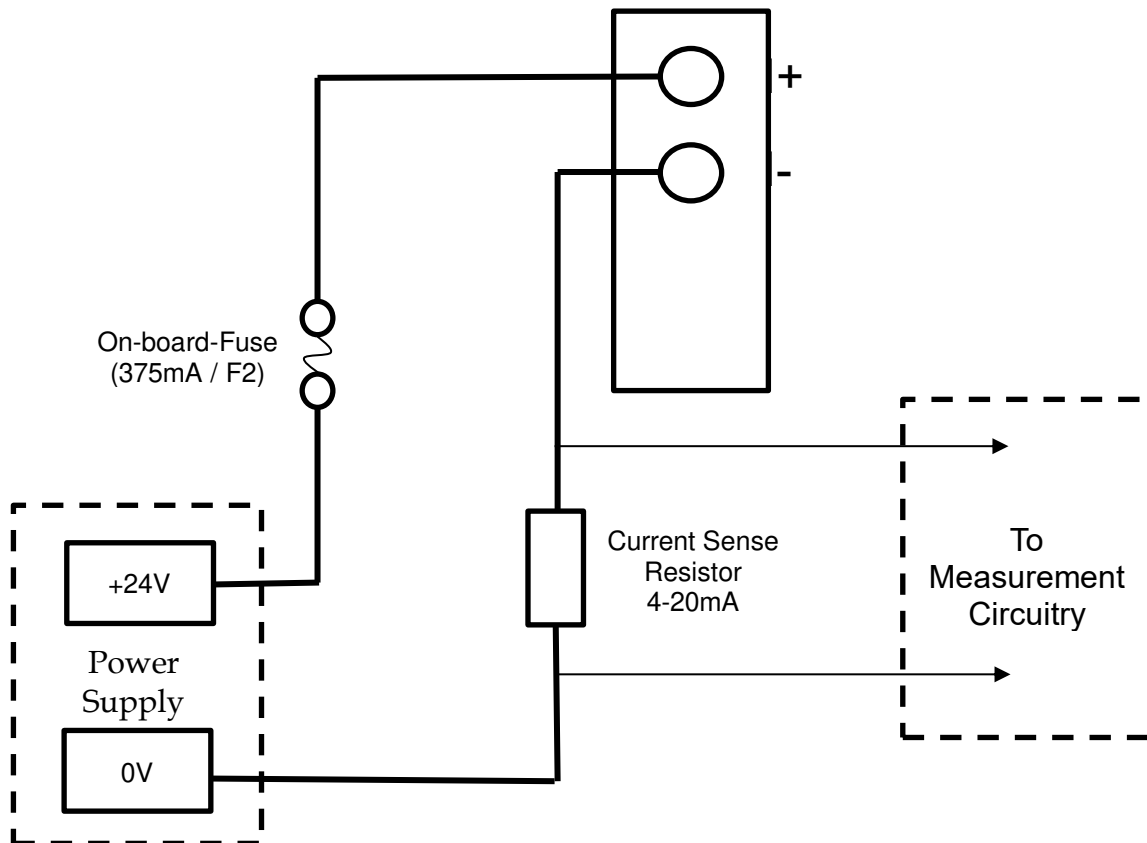 +
-
On-board-Fuse
(375mA / F2)
+24V
Power
Supply
0V
Current Sense
Resistor
4-20mA
To
Measurement
Circuitry